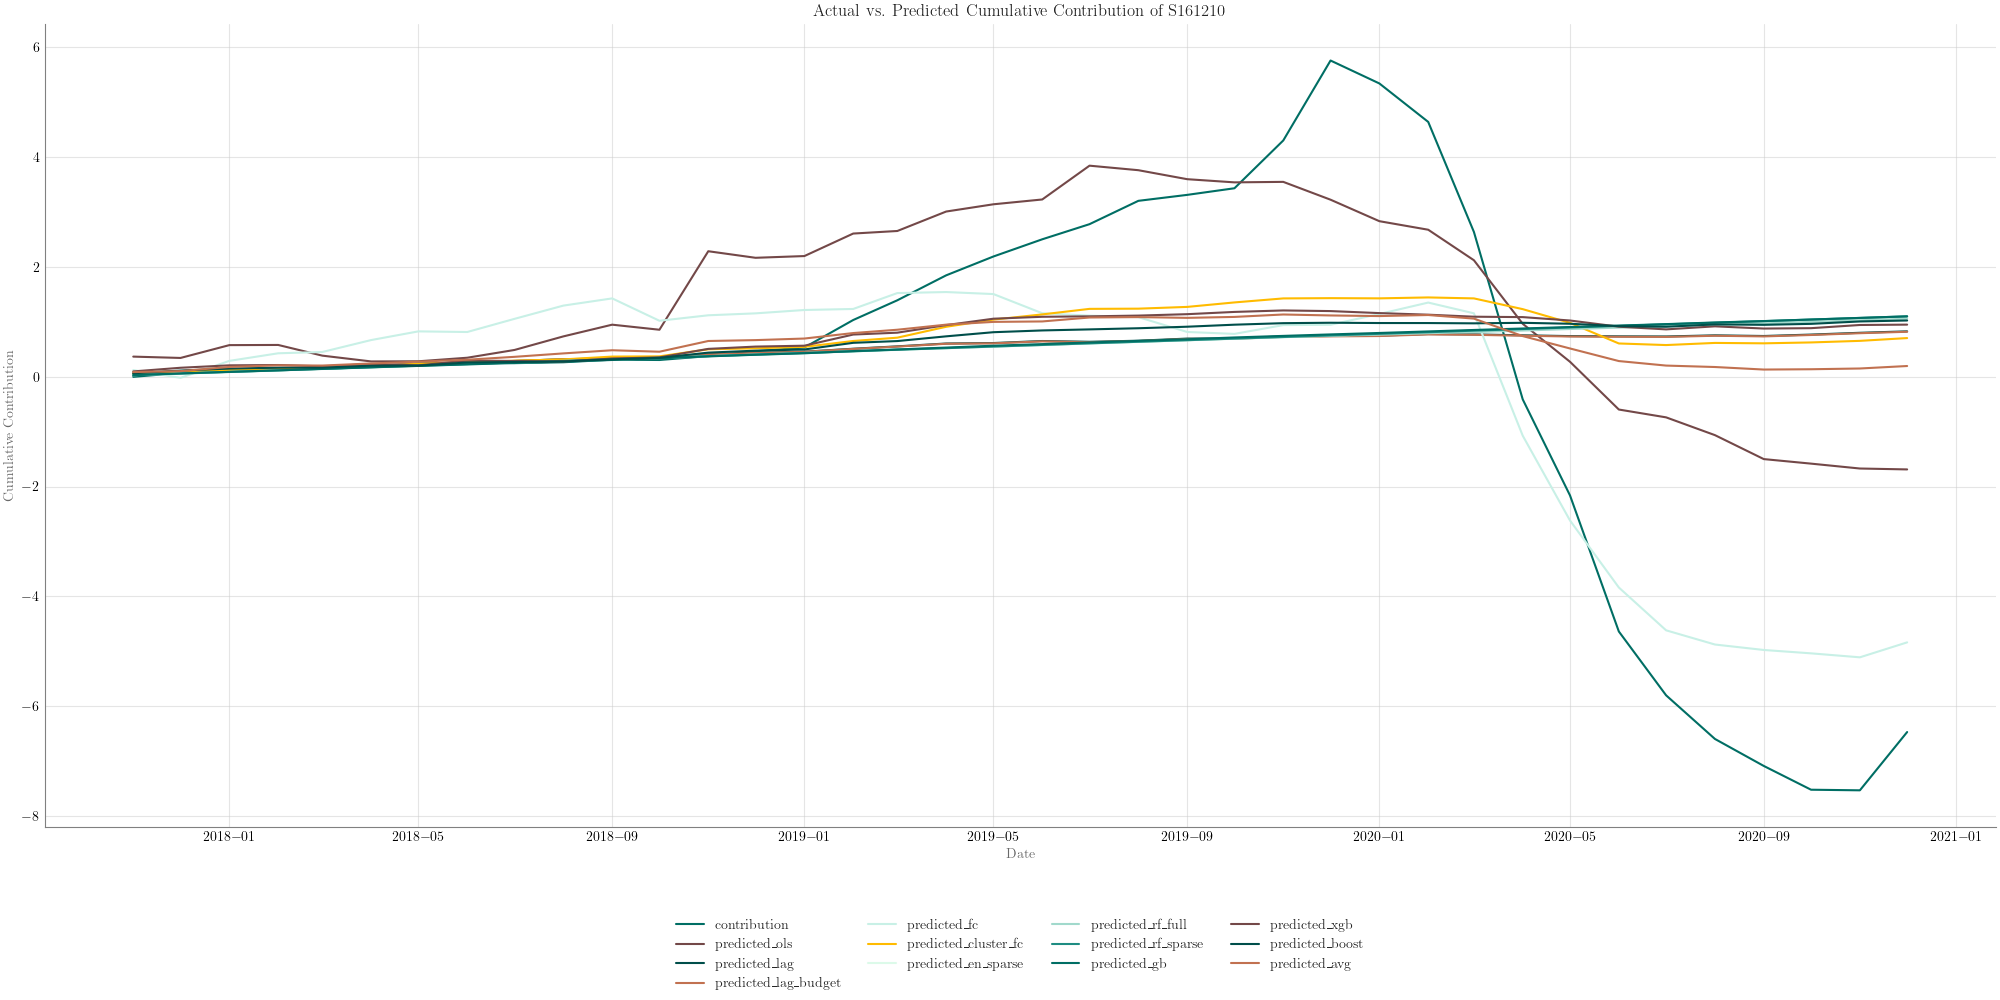 Actual vs. Predicted Cumulative Contribution of S161210
Cumulative Contribution
6
4
2
0
−2
−4
−6
−8
2018−01
2018−05
2018−09
2019−01
2019−05
2019−09
2020−01
2020−05
2020−09
2021−01
Date
contribution
predicted_ols
predicted_lag
predicted_lag_budget
predicted_fc
predicted_cluster_fc
predicted_en_sparse
predicted_rf_full
predicted_rf_sparse
predicted_gb
predicted_xgb
predicted_boost
predicted_avg